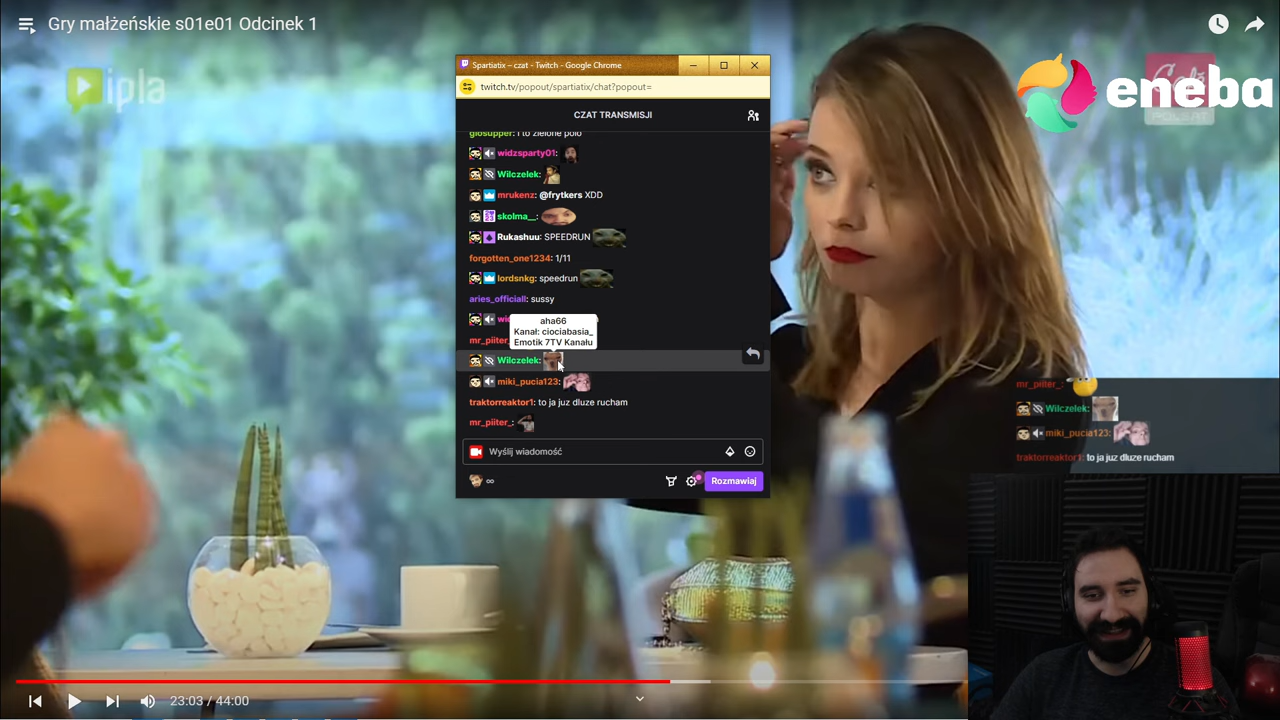 Gry małżeńskie s01e01 Odcinek 1
ipla
eneba
Spartiatix – czat - Twitch - Google Chrome
twitch.tv/popout/spartiatix/chat?popout=
CZAT TRANSMISJI
giosupper: i to zielone polo
widzsparty01:
Wilczelek:
mrukenz: @frytkers XDD
skolma__:
Rukashuu: SPEEDRUN
forgotten_one1234: 1/11
lordsnkg: speedrun
aries_officiall: sussy
aha66
Kanał: ciociabasia_
Emotik 7TV Kanału
mr_piiter_
Wilczelek:
miki_pucia123:
traktorreaktor1: to ja juz dluze rucham
mr_piiter_:
Wyślij wiadomość
∞
Rozmawiaj
mr_piiter_:
Wilczelek:
miki_pucia123:
traktorreaktor1: to ja juz dluze rucham
23:03 / 44:00